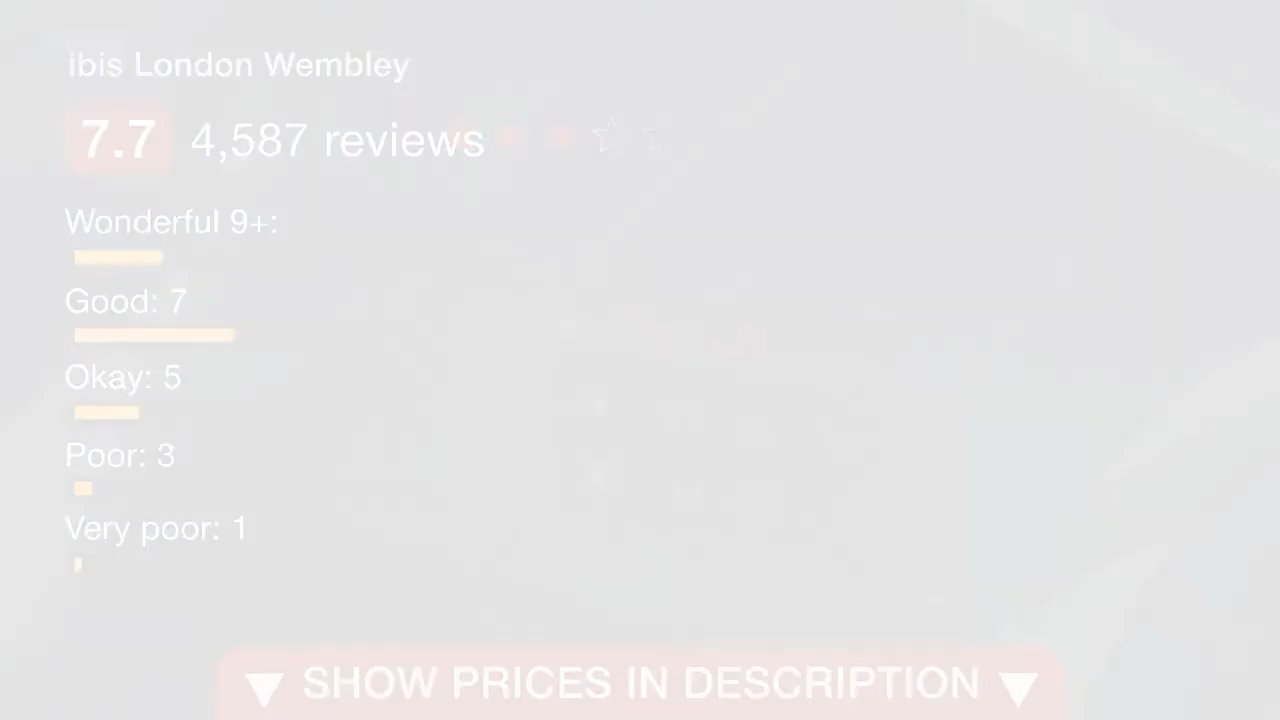 ibis London Wembley
7.7 4,587 reviews
Wonderful 9+:
Good: 7
Okay: 5
Poor: 3
Very poor: 1
▼ SHOW PRICES IN DESCRIPTION ▼